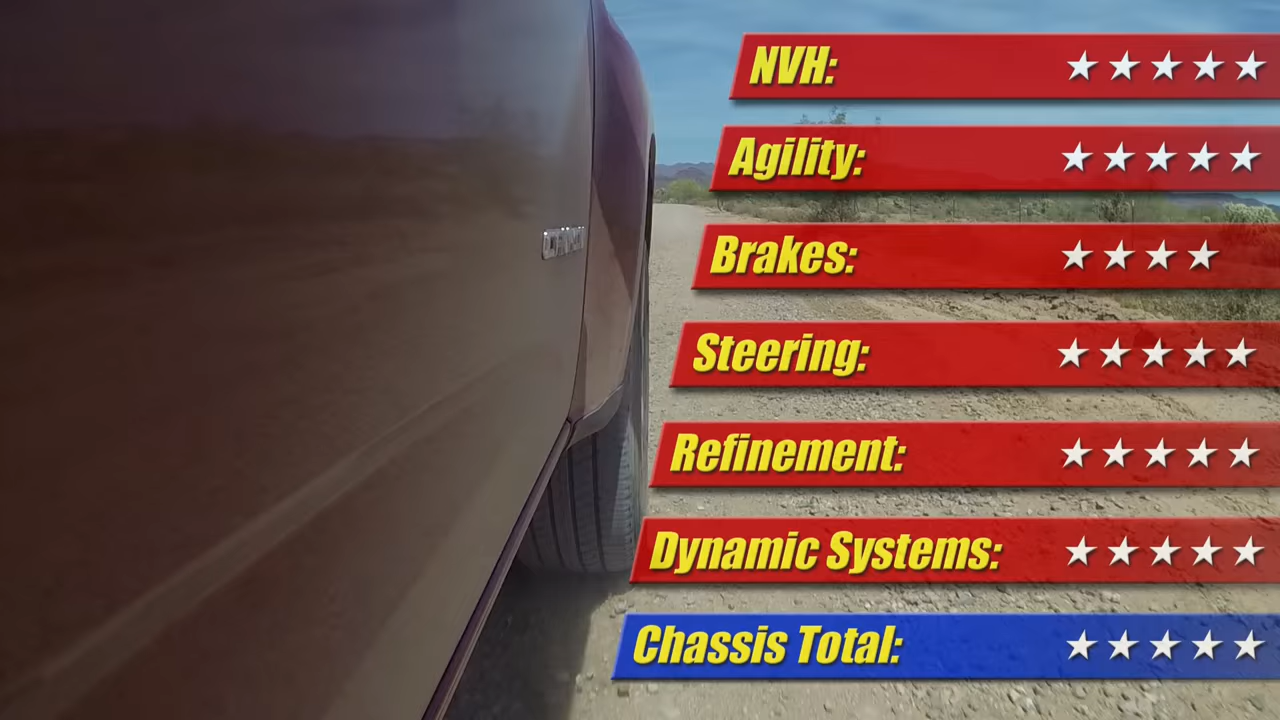 NVH: ★★★★★
Agility: ★★★★★
Brakes: ★★★★
Steering: ★★★★★
Refinement: ★★★★★
Dynamic Systems: ★★★★★
Chassis Total: ★★★★★